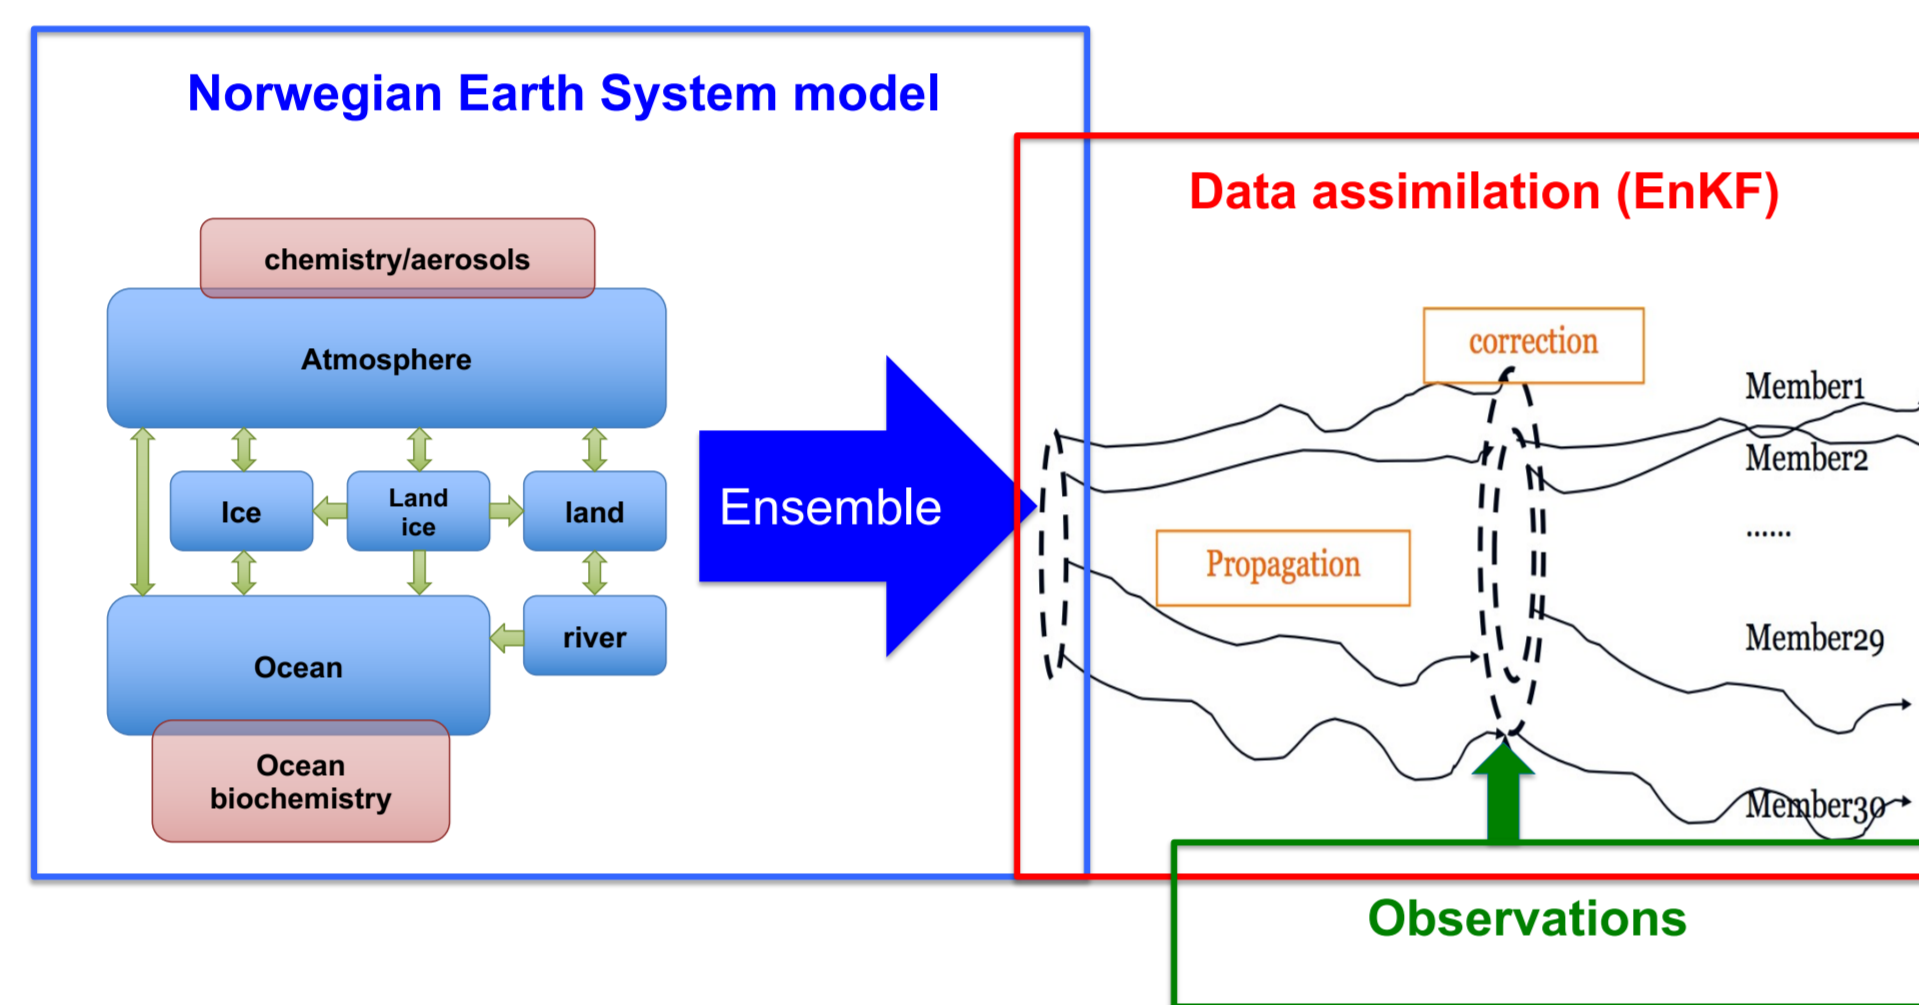 Norwegian Earth System model
chemistry/aerosols
Atmosphere
Ice
Land
ice
land
Ocean
river
Ocean
biochemistry
Ensemble
Data assimilation (EnKF)
correction
Propagation
Member1
Member2
......
Member29
Member30
Observations